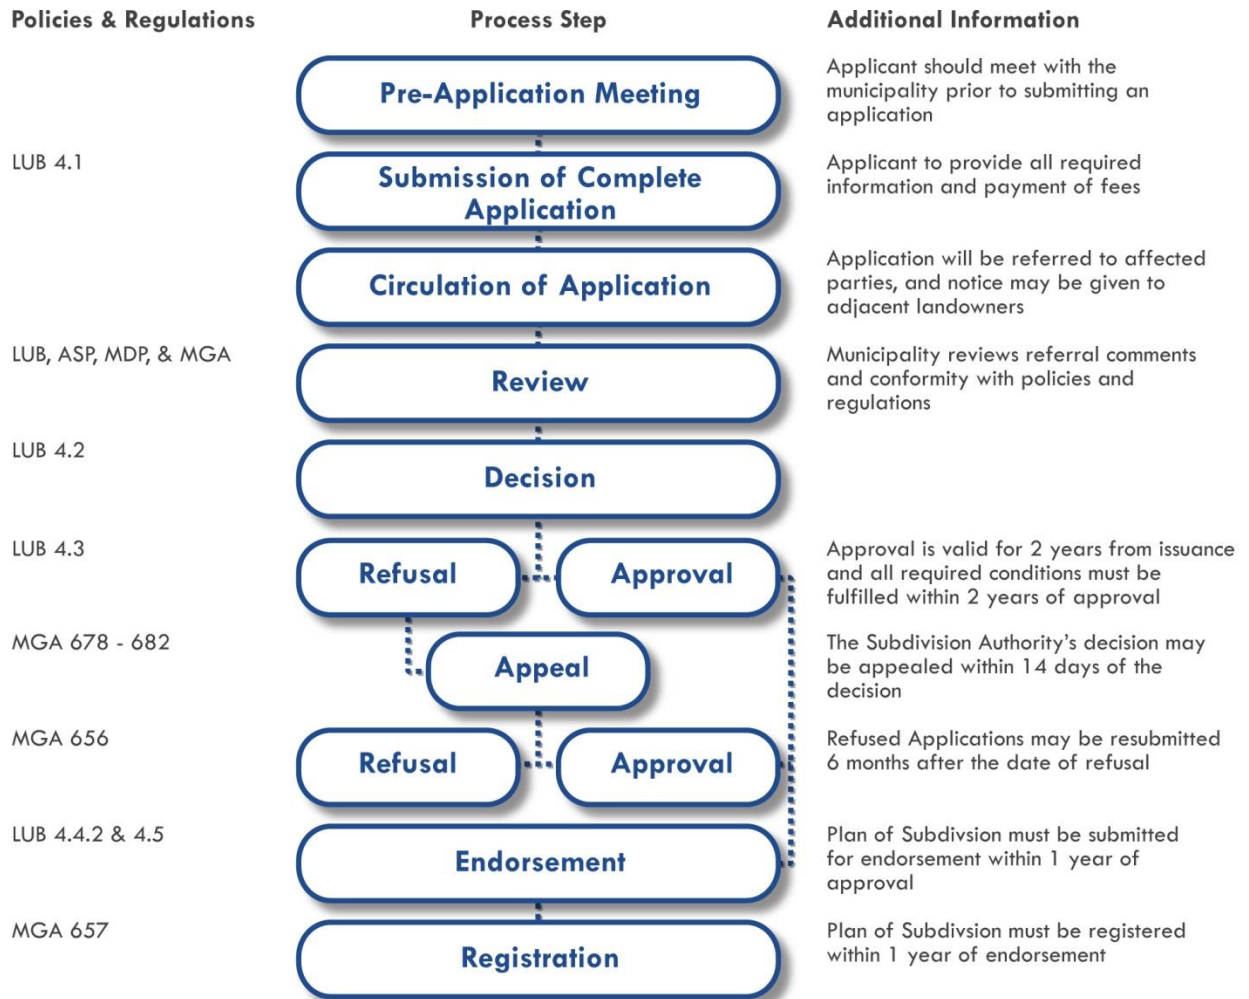 Policies & Regulations
Process Step
Additional Information
Pre-Application Meeting
Applicant should meet with the
municipality prior to submitting an
application
LUB 4.1
Submission of Complete
Application
Applicant to provide all required
information and payment of fees
Circulation of Application
Application will be referred to affected
parties, and notice may be given to
adjacent landowners
LUB, ASP, MDP, & MGA
Review
Municipality reviews referral comments
and conformity with policies and
regulations
LUB 4.2
Decision
LUB 4.3
Refusal
Approval
Approval is valid for 2 years from issuance
and all required conditions must be
fulfilled within 2 years of approval
MGA 678 - 682
Appeal
The Subdivision Authority's decision may
be appealed within 14 days of the
decision
MGA 656
Refusal
Approval
Refused Applications may be resubmitted
6 months after the date of refusal
LUB 4.4.2 & 4.5
Endorsement
Plan of Subdivsion must be submitted
for endorsement within 1 year of
approval
MGA 657
Registration
Plan of Subdivsion must be registered
within 1 year of endorsement